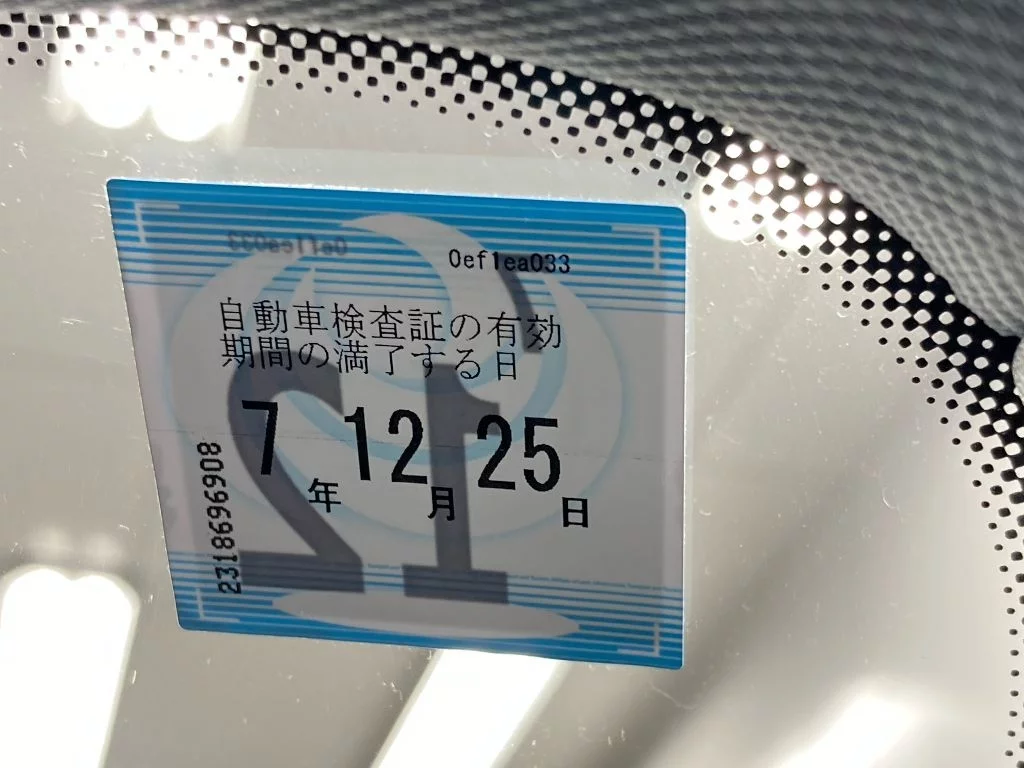 0ef1ea033
自動車検査証の有効
期間の満了する日
7年12月25日
2318696908
12